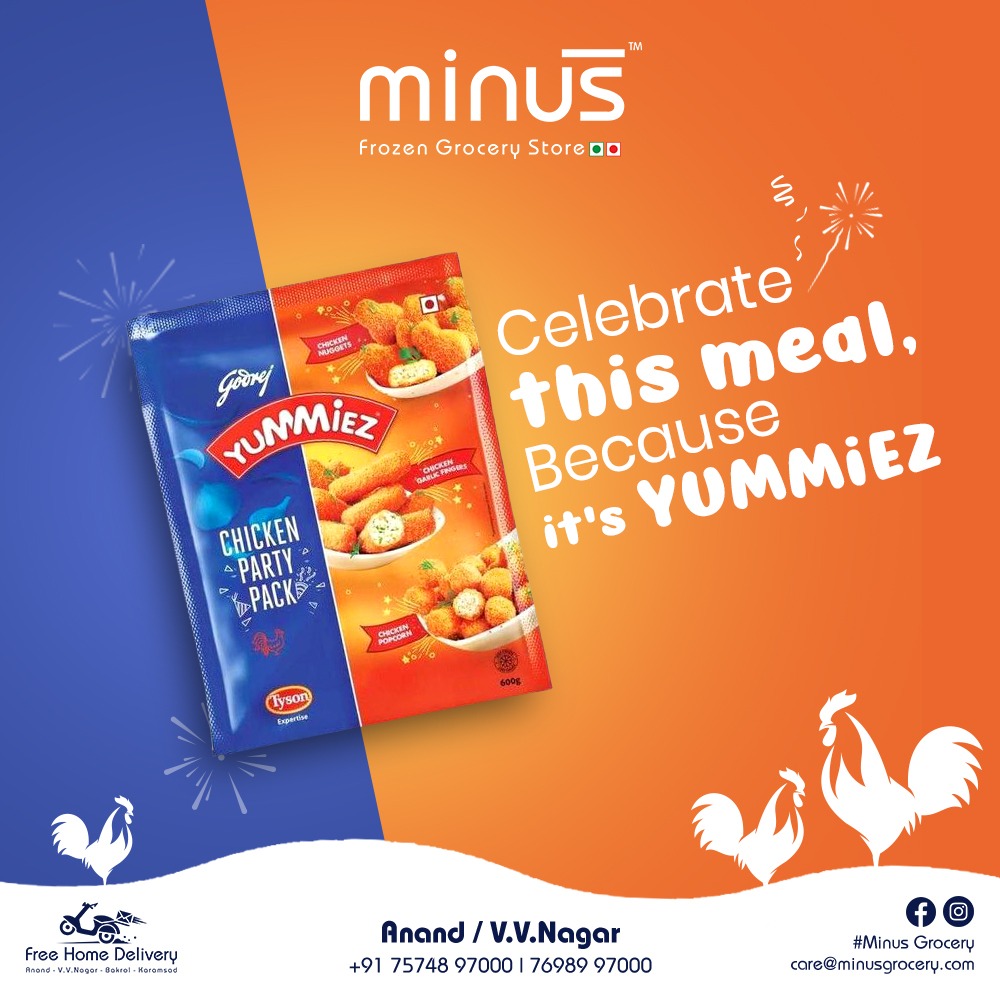 minus™
Frozen Grocery Store
Celebrate
this meal,
Because
it's YUMMiEZ
CHICKEN
NUGGETS
Godrej
YUMMiEZ
CHICKEN
GARLIC FINGERS
CHICKEN
PARTY
PACK
CHICKEN
POPCORN
600g
Tyson
Expertise
Free Home Delivery
Anand - V.V.Nagar - Bakrol - Karamsad
Anand / V.V.Nagar
+91 75748 97000 | 76989 97000
#Minus Grocery
care@minusgrocery.com